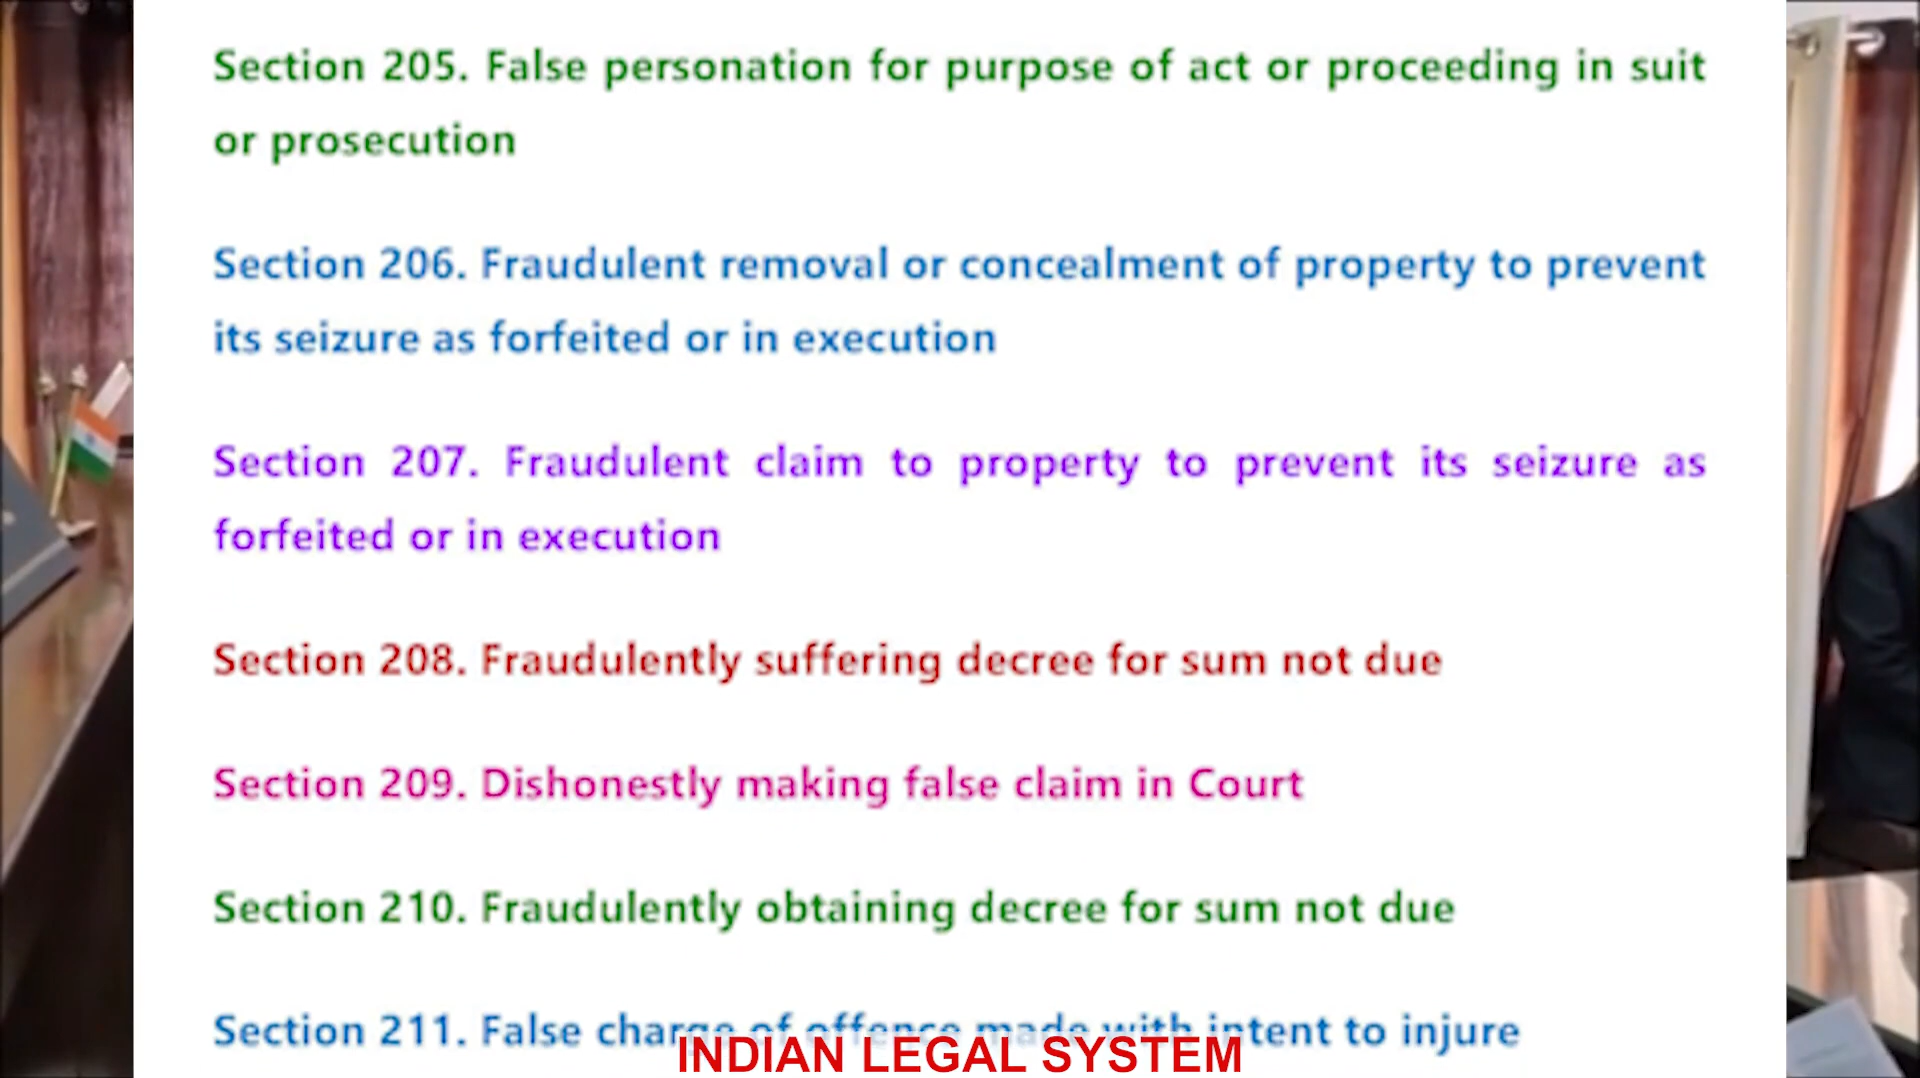 Section 205. False personation for purpose of act or proceeding in suit
or prosecution
Section 206. Fraudulent removal or concealment of property to prevent
its seizure as forfeited or in execution
Section 207. Fraudulent claim to property to prevent its seizure as
forfeited or in execution
Section 208. Fraudulently suffering decree for sum not due
Section 209. Dishonestly making false claim in Court
Section 210. Fraudulently obtaining decree for sum not due
Section 211. False charge of offence made with intent to injure
INDIAN LEGAL SYSTEM